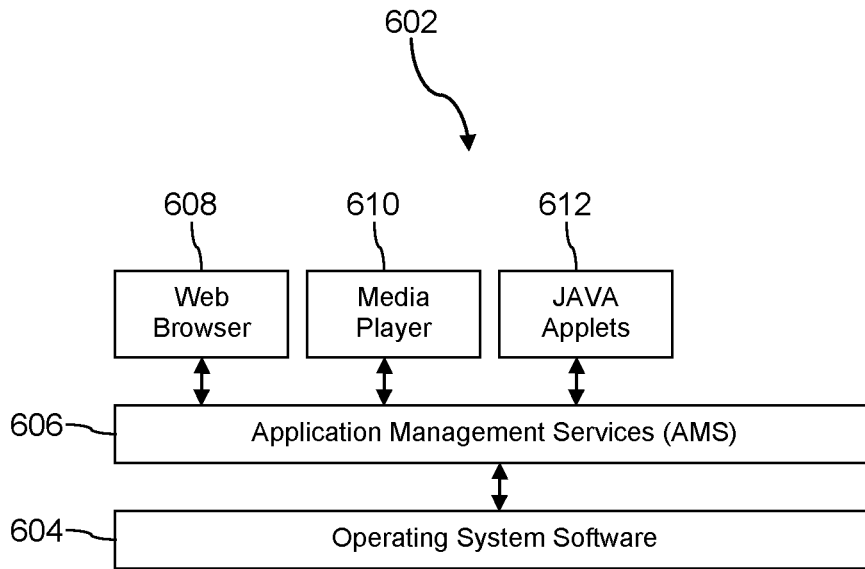 602
608
610
612
Web
Browser
Media
Player
JAVA
Applets
606
Application Management Services (AMS)
604
Operating System Software